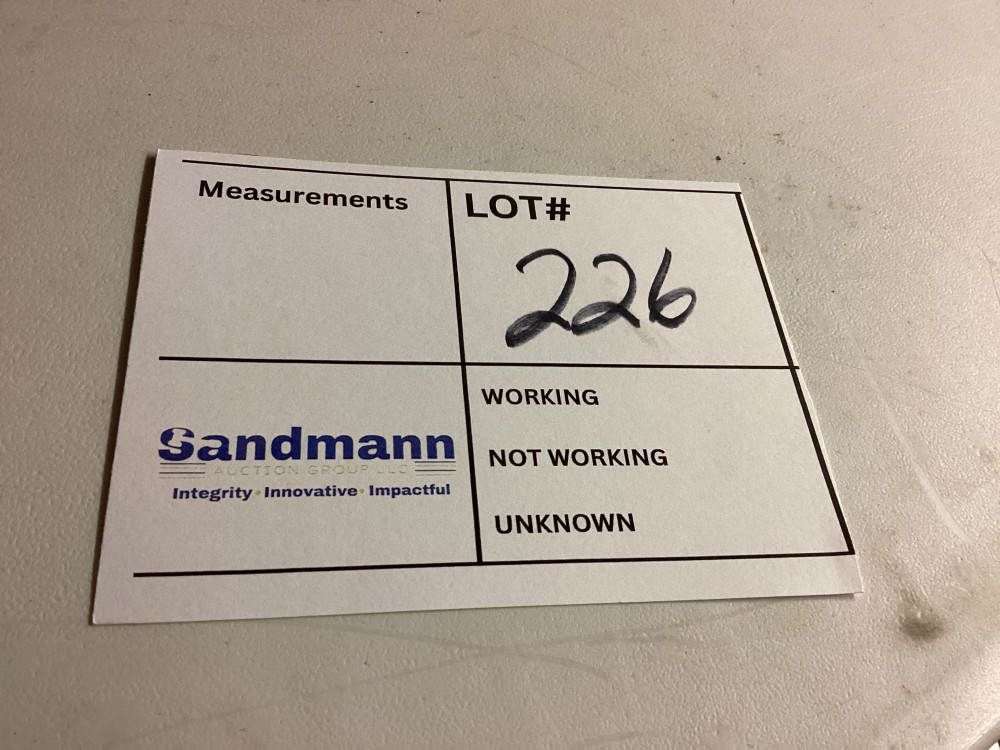 Measurements
LOT#
226
Sandmann
AUCTION GROUP LLC
Integrity · Innovative · Impactful
WORKING
NOT WORKING
UNKNOWN